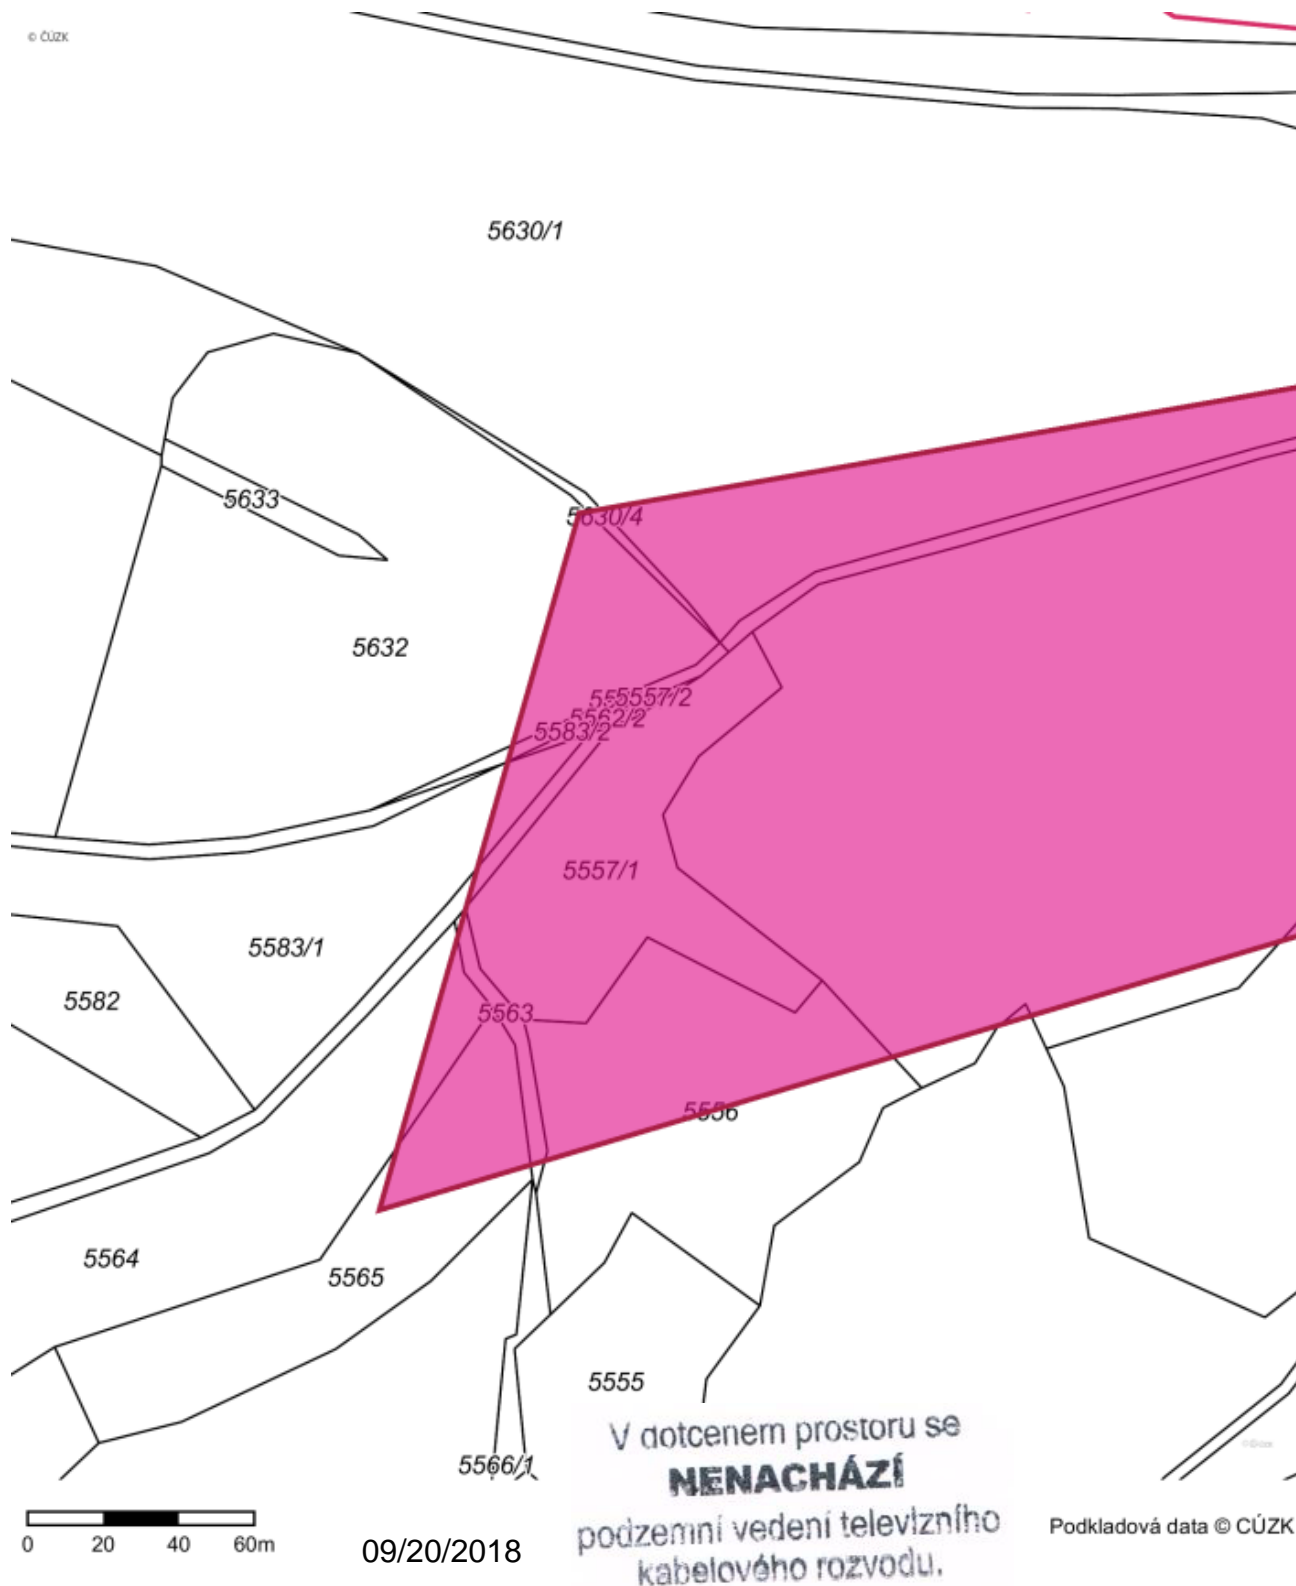 © ČÚZK
5630/1
5633
5630/4
5632
5557/2
5562/2
5583/2
5557/1
5583/1
5582
5563
5556
5564
5565
5555
5566/1
V dotčeném prostoru se
NENACHÁZÍ
podzemní vedení televizního
kabelového rozvodu.
0 20 40 60m
09/20/2018
Podkladová data © CÚZK